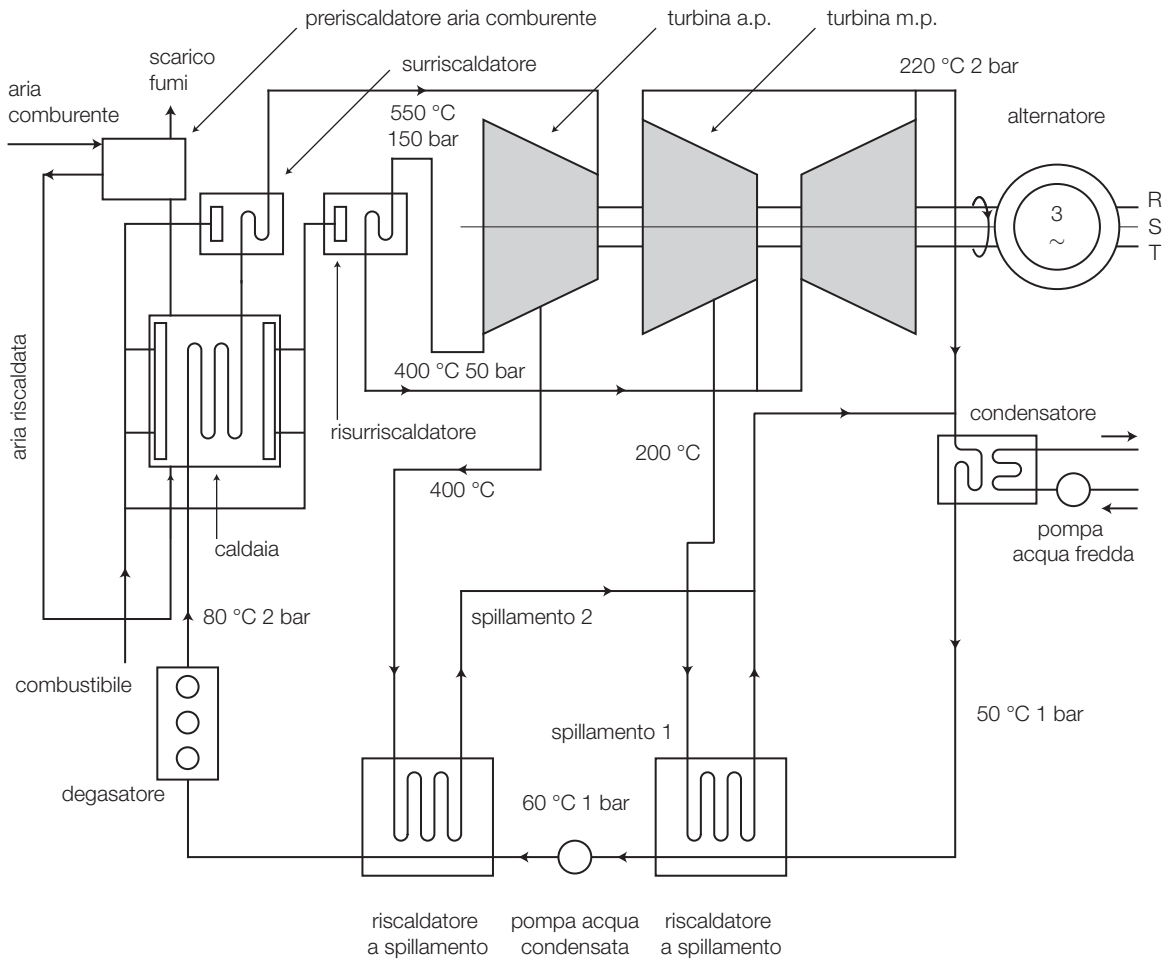 preriscaldatore aria comburente
turbina a.p.
turbina m.p.
scarico
fumi
surriscaldatore
220 °C 2 bar
aria
comburente
550 °C
150 bar
alternatore
3
~
R
S
T
aria riscaldata
400 °C 50 bar
risurriscaldatore
condensatore
200 °C
400 °C
pompa
acqua fredda
caldaia
80 °C 2 bar
spillamento 2
combustibile
50 °C 1 bar
spillamento 1
degasatore
60 °C 1 bar
riscaldatore
a spillamento
pompa acqua
condensata
riscaldatore
a spillamento